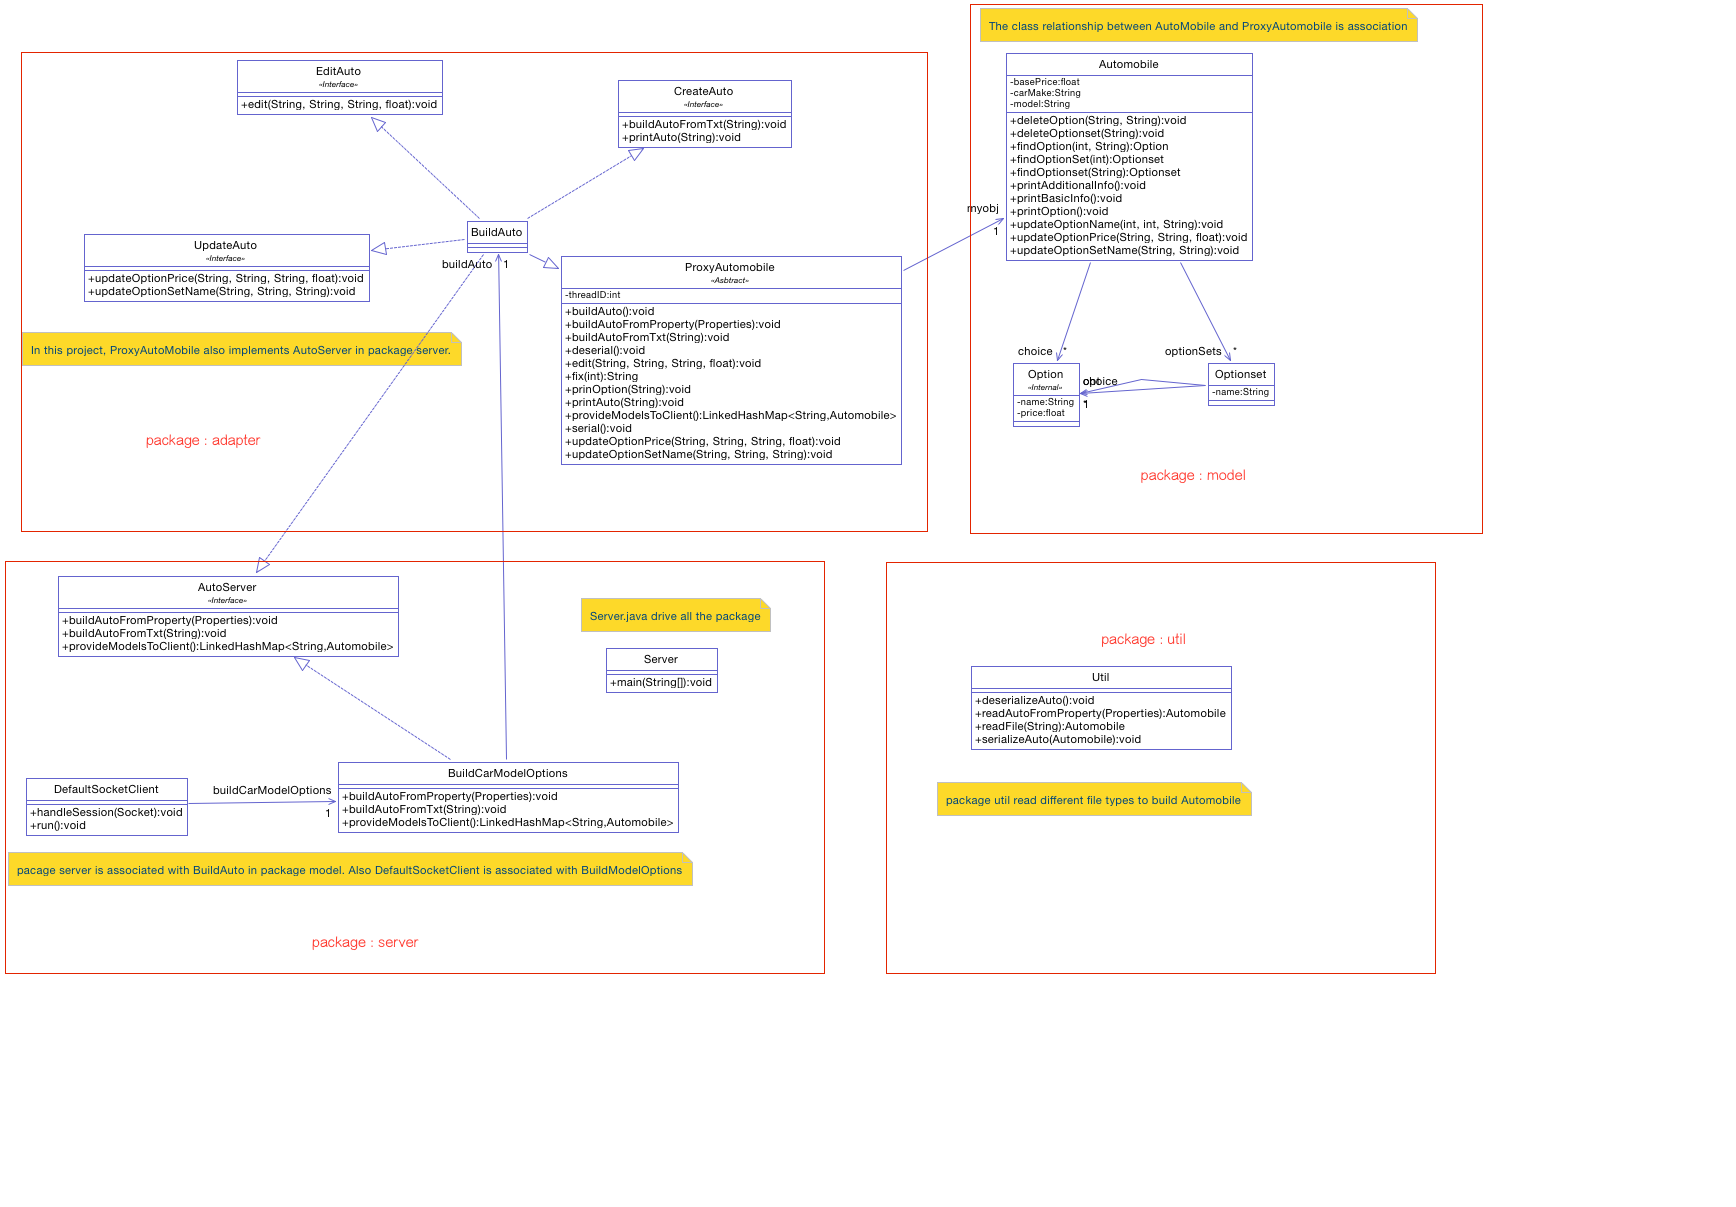 The class relationship between AutoMobile and ProxyAutomobile is association
EditAuto
«Interface»
+edit(String, String, String, float):void
CreateAuto
«Interface»
+buildAutoFromTxt(String):void
+printAuto(String):void
BuildAuto
UpdateAuto
«Interface»
+updateOptionPrice(String, String, String, float):void
+updateOptionSetName(String, String, String):void
buildAuto
1
ProxyAutomobile
«Asbtract»
-threadID:int
+buildAuto():void
+buildAutoFromProperty(Properties):void
+buildAutoFromTxt(String):void
+deserial():void
+edit(String, String, String, float):void
+fix(int):String
+prinOption(String):void
+printAuto(String):void
+provideModelsToClient():LinkedHashMap<String,Automobile>
+serial():void
+updateOptionPrice(String, String, String, float):void
+updateOptionSetName(String, String, String):void
In this project, ProxyAutoMobile also implements AutoServer in package server.
package : adapter
Automobile
-basePrice:float
-carMake:String
-model:String
+deleteOption(String, String):void
+deleteOptionset(String):void
+findOption(int, String):Option
+findOptionSet(int):Optionset
+findOptionset(String):Optionset
+printAdditionalInfo():void
+printBasicInfo():void
+printOption():void
+updateOptionName(int, int, String):void
+updateOptionPrice(String, String, float):void
+updateOptionSetName(String, String):void
myobj
1
choice
*
optionSets
*
Option
«Internal»
-name:String
-price:float
choice
1
Optionset
-name:String
package : model
AutoServer
«Interface»
+buildAutoFromProperty(Properties):void
+buildAutoFromTxt(String):void
+provideModelsToClient():LinkedHashMap<String,Automobile>
Server.java drive all the package
Server
+main(String[]):void
DefaultSocketClient
+handleSession(Socket):void
+run():void
buildCarModelOptions
1
BuildCarModelOptions
+buildAutoFromProperty(Properties):void
+buildAutoFromTxt(String):void
+provideModelsToClient():LinkedHashMap<String,Automobile>
pacage server is associated with BuildAuto in package model. Also DefaultSocketClient is associated with BuildModelOptions
package : server
package : util
Util
+deserializeAuto():void
+readAutoFromProperty(Properties):Automobile
+readFile(String):Automobile
+serializeAuto(Automobile):void
package util read different file types to build Automobile